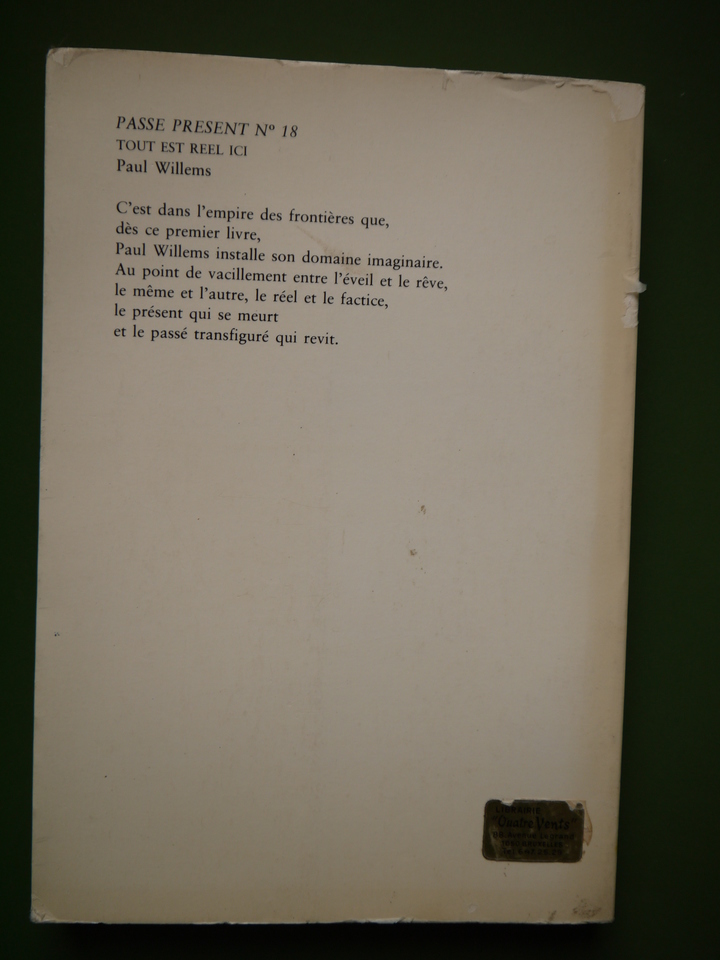 PASSE PRESENT Nº 18
TOUT EST REEL ICI
Paul Willems
C'est dans l'empire des frontières que,
dès ce premier livre,
Paul Willems installe son domaine imaginaire.
Au point de vacillement entre l'éveil et le rêve,
le même et l'autre, le réel et le factice,
le présent qui se meurt
et le passé transfiguré qui revit.
LIBRAIRIE
"Quatre Vents"